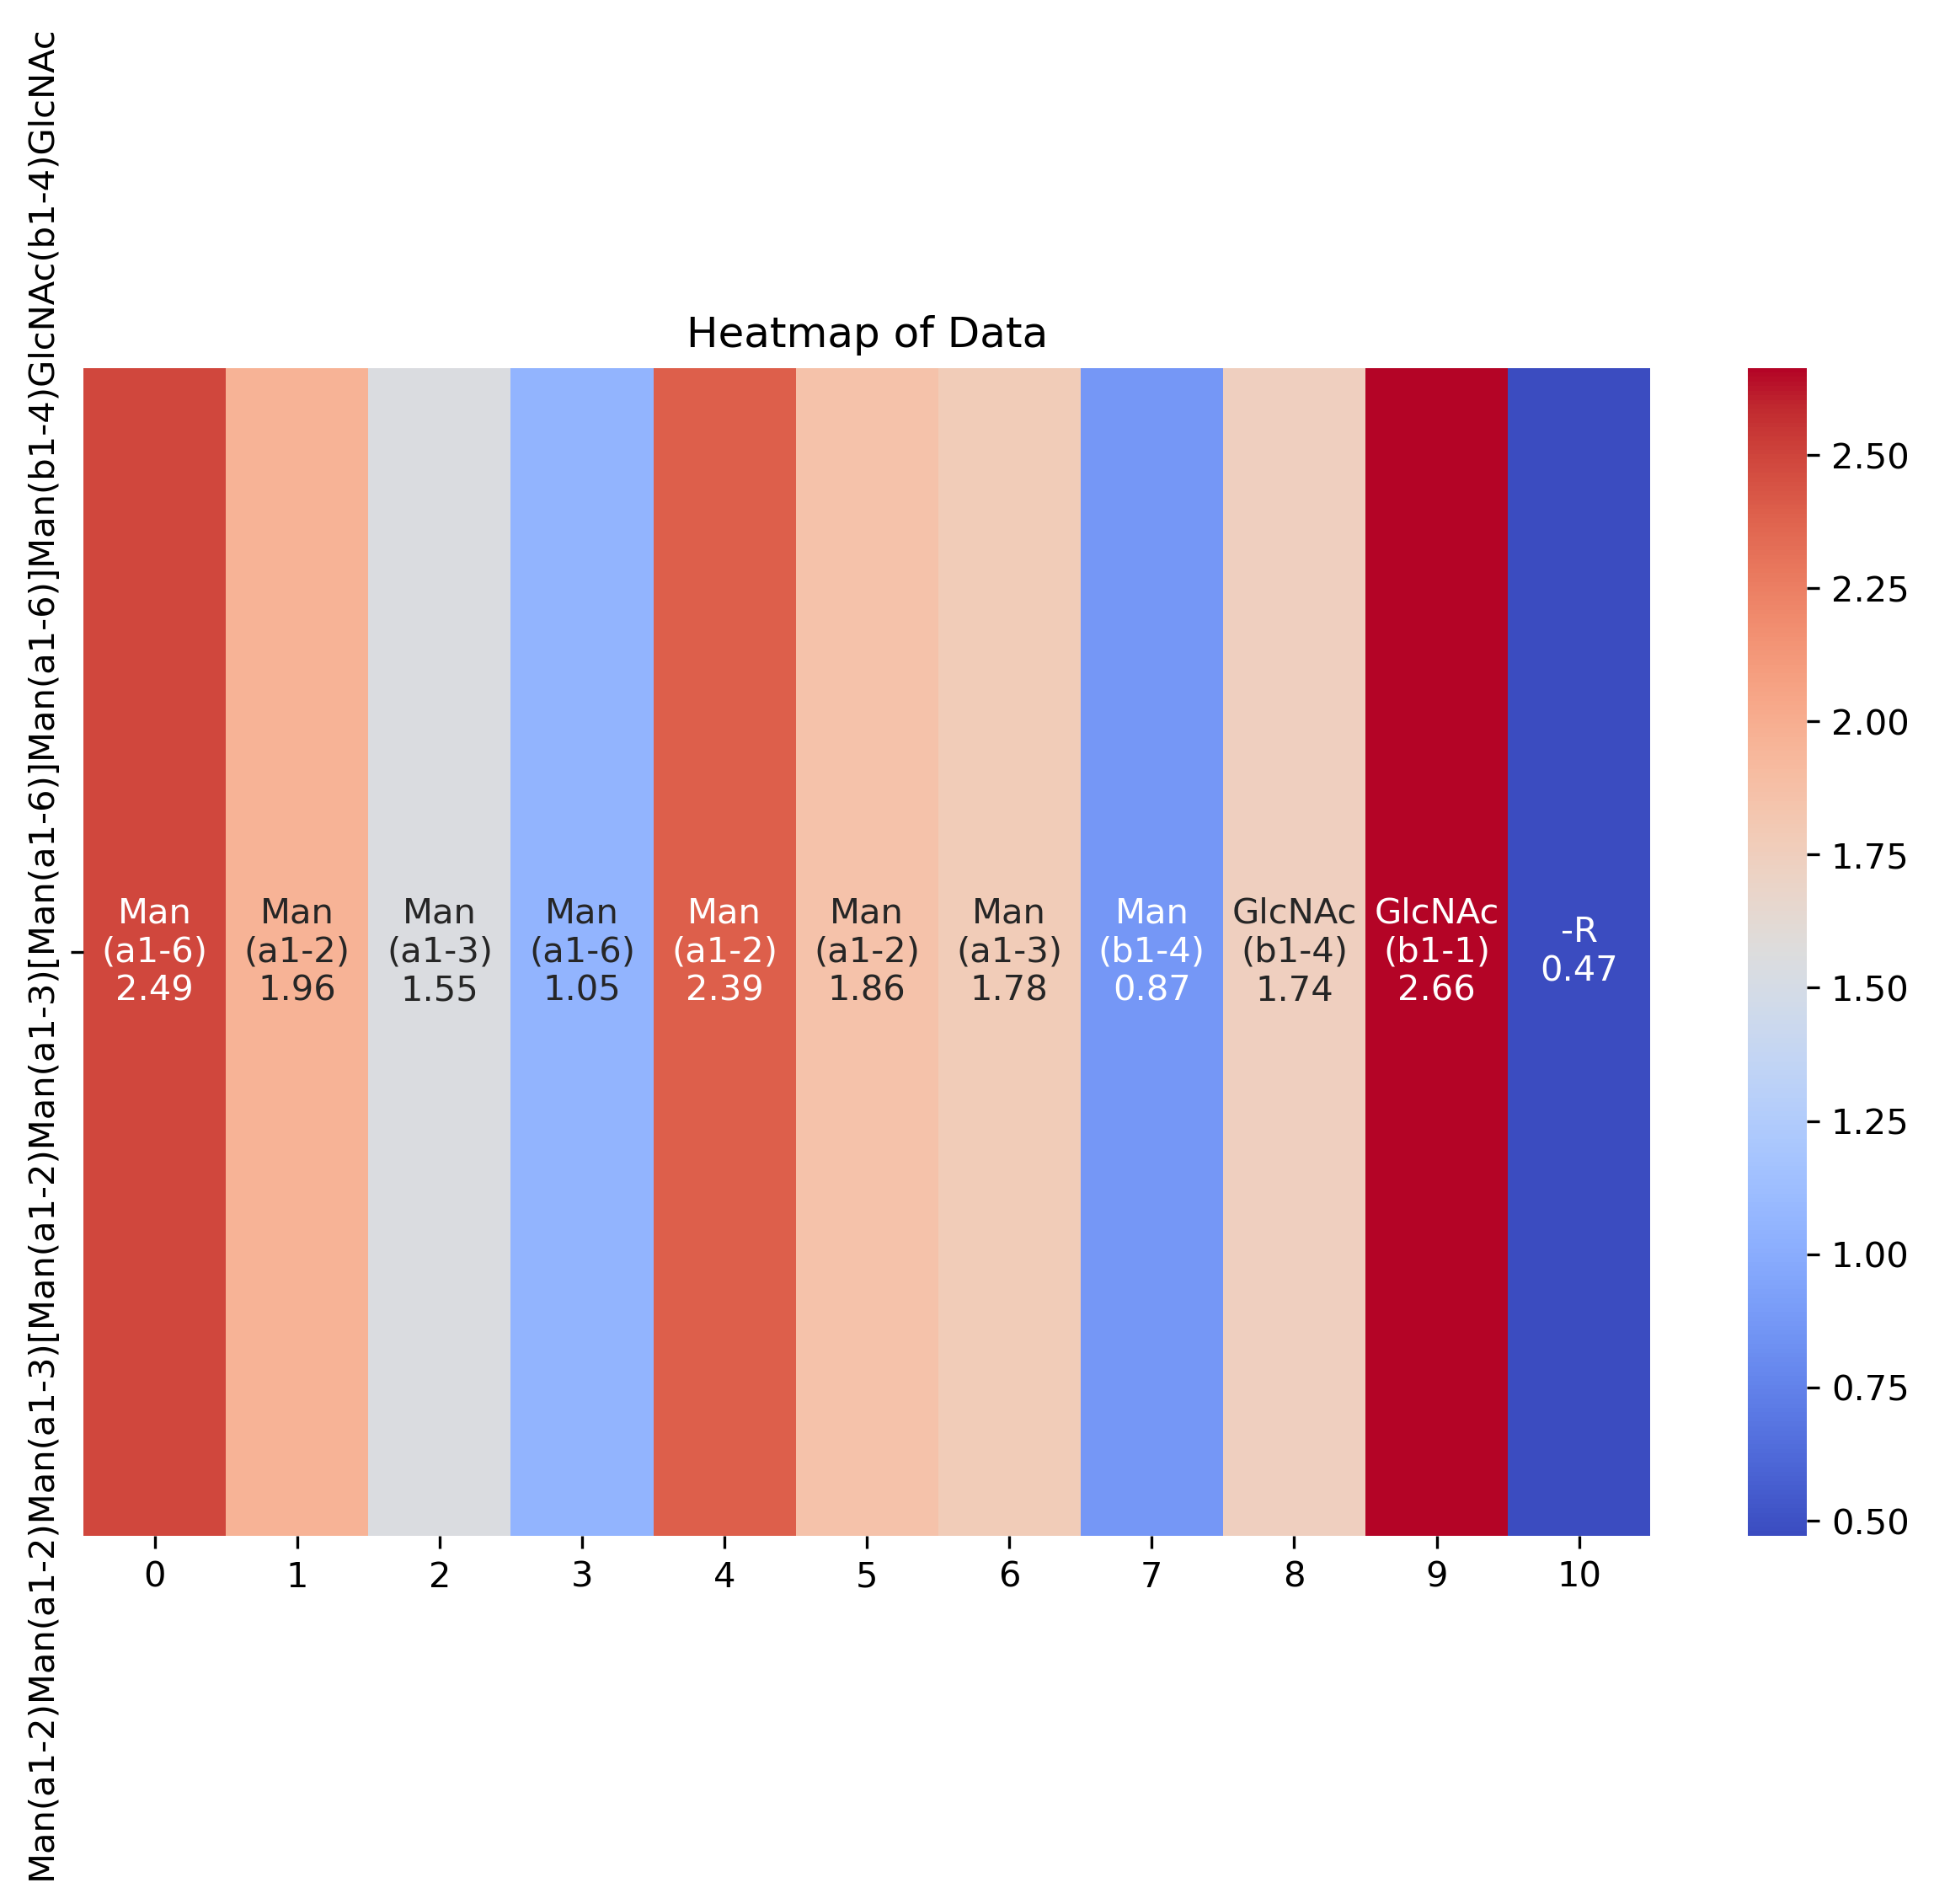 Heatmap of Data
Man(a1-2)Man(a1-2)Man(a1-3)[Man(a1-2)Man(a1-3)[Man(a1-6)]Man(a1-6)]Man(b1-4)GlcNAc(b1-4)GlcNAc
Man
(a1-6)
2.49
Man
(a1-2)
1.96
Man
(a1-3)
1.55
Man
(a1-6)
1.05
Man
(a1-2)
2.39
Man
(a1-2)
1.86
Man
(a1-3)
1.78
Man
(b1-4)
0.87
GlcNAc
(b1-4)
1.74
GlcNAc
(b1-1)
2.66
-R
0.47
0 1 2 3 4 5 6 7 8 9 10
2.50
2.25
2.00
1.75
1.50
1.25
1.00
0.75
0.50